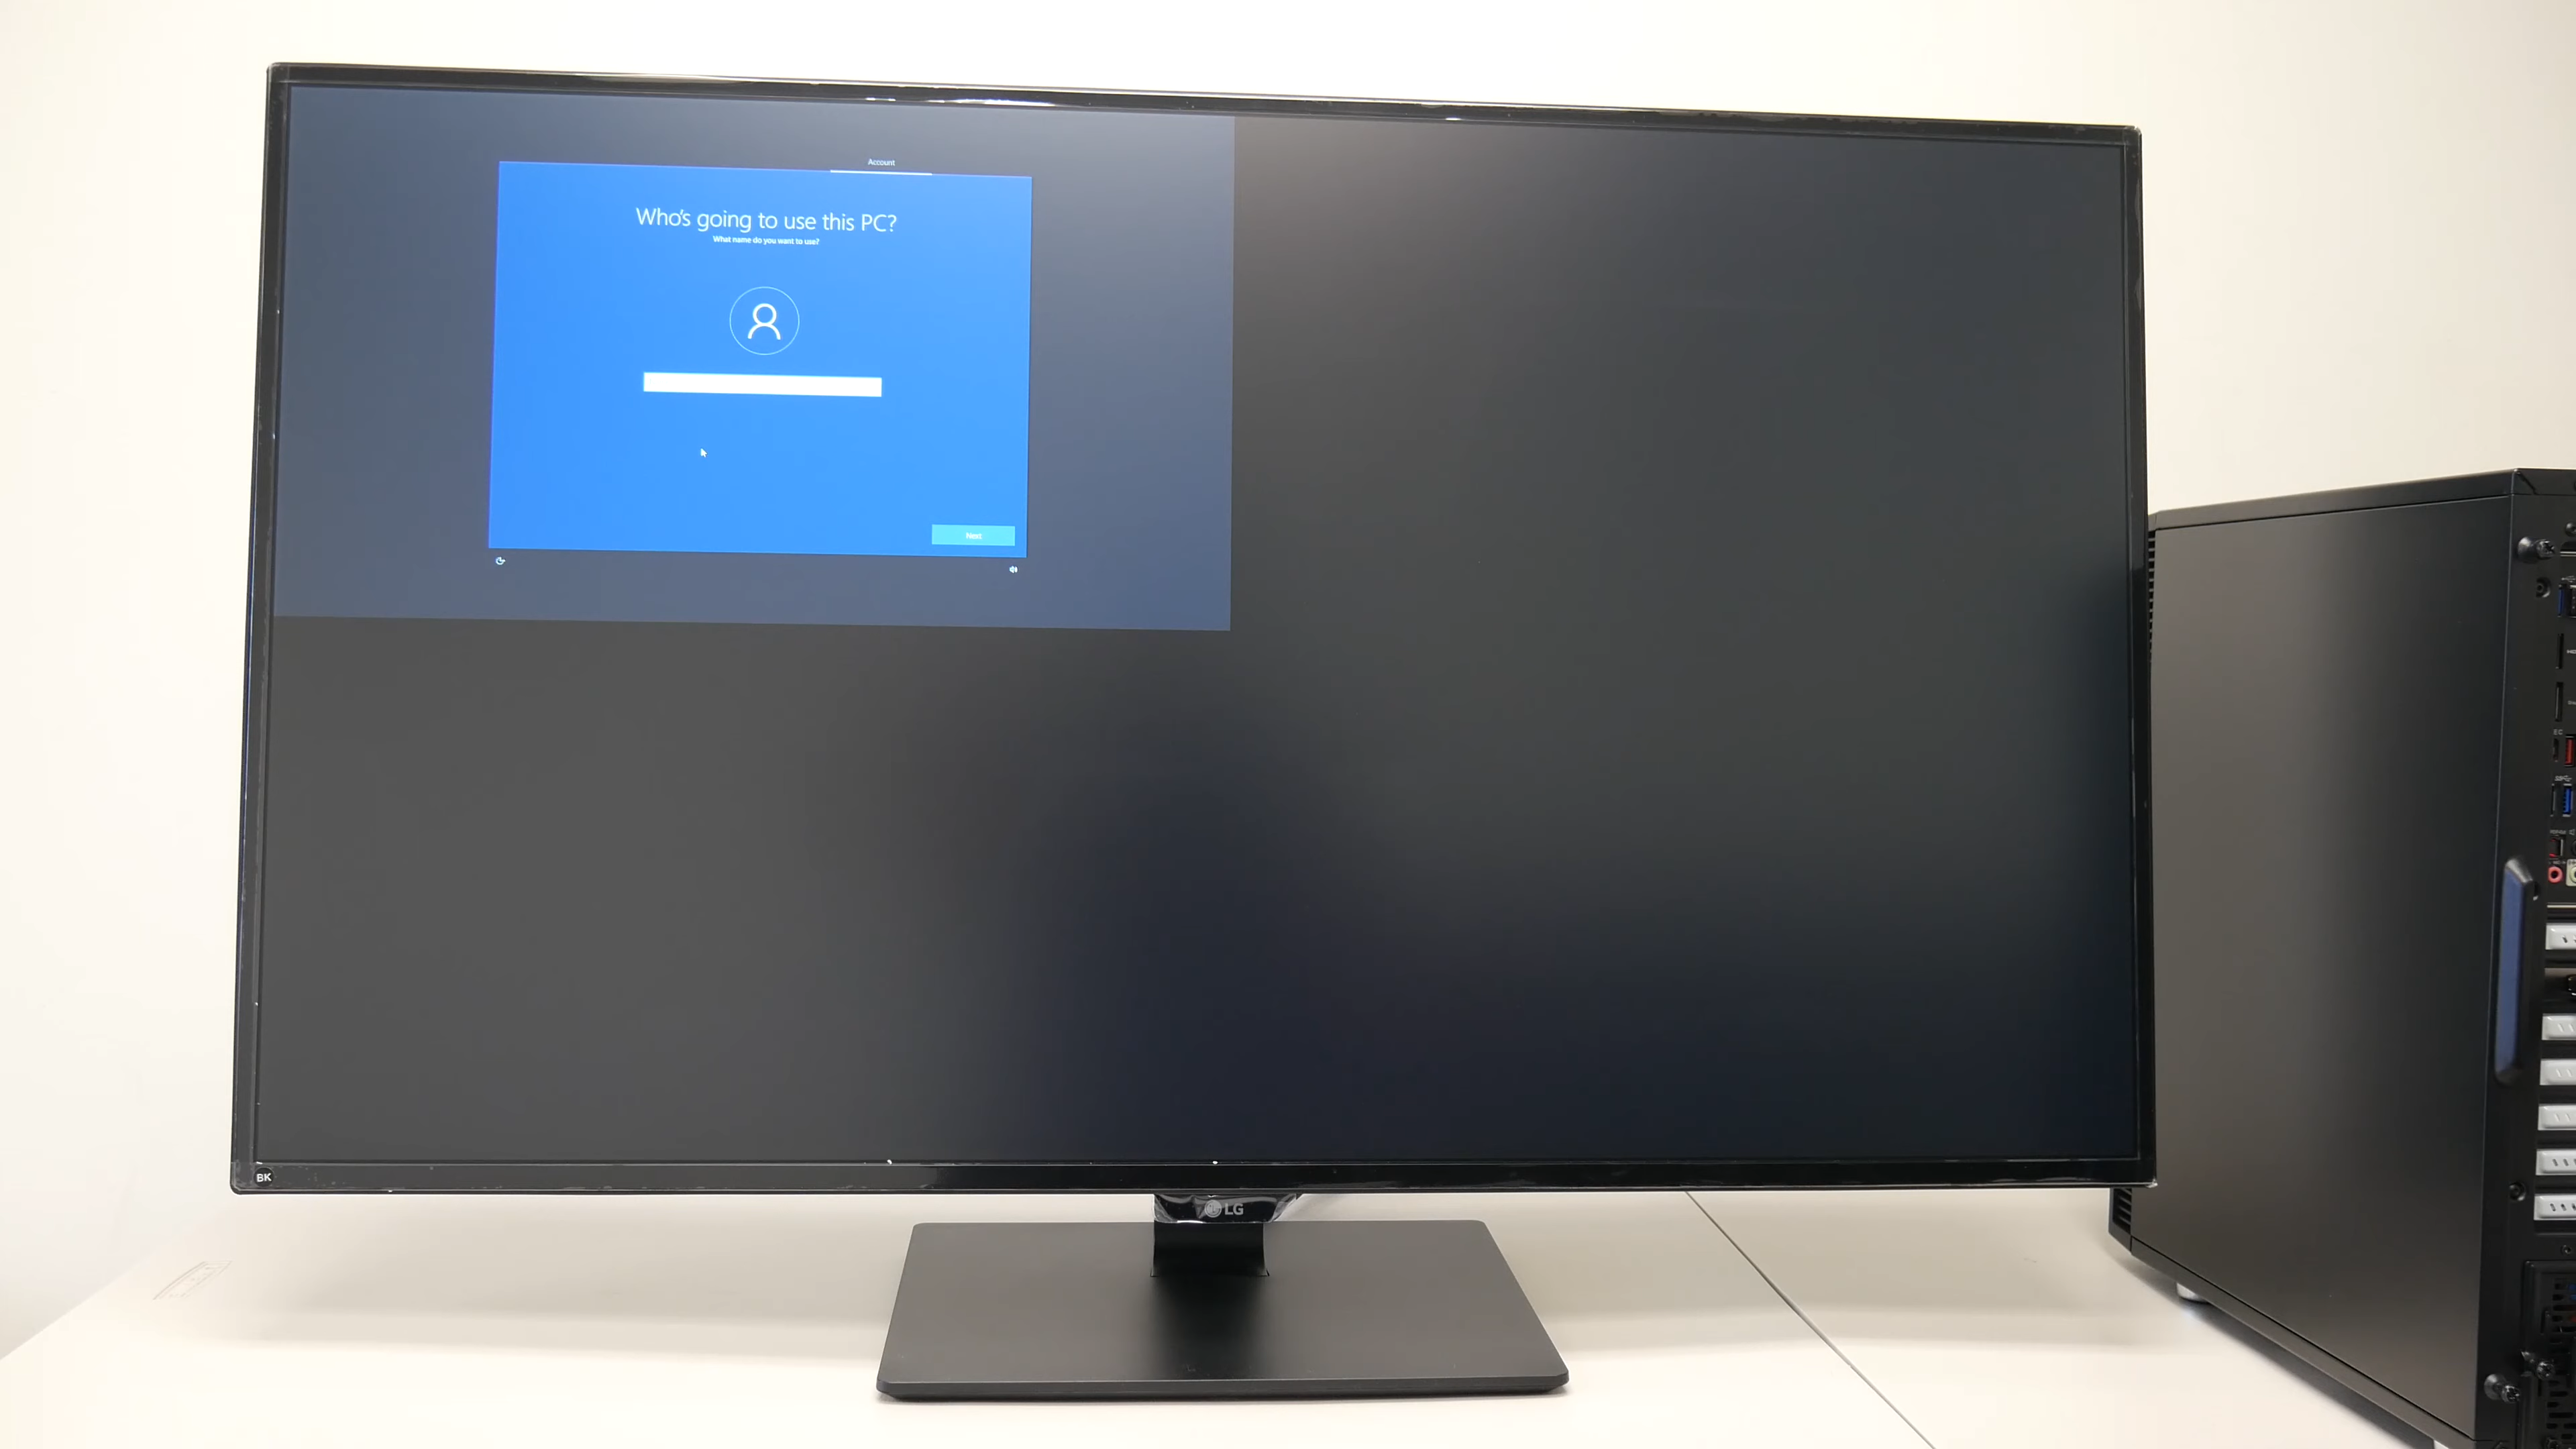 Account
Who's going to use this PC?
What name do you want to use?
Next
BK
LG